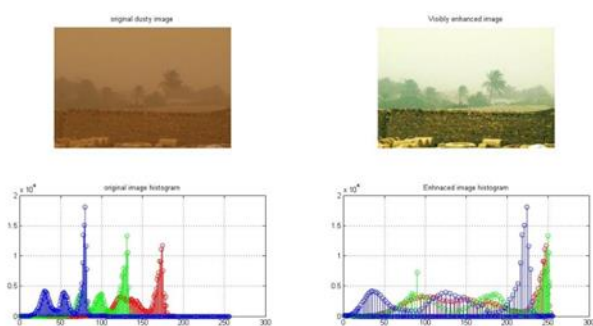 original dusty image
Visibly enhanced image
original image histogram
Enhnaced image histogram
x 10⁴
2
1.5
1
0.5
0
0 50 100 150 200 250 300
x 10⁴
2
1.5
1
0.5
0
0 50 100 150 200 250 300